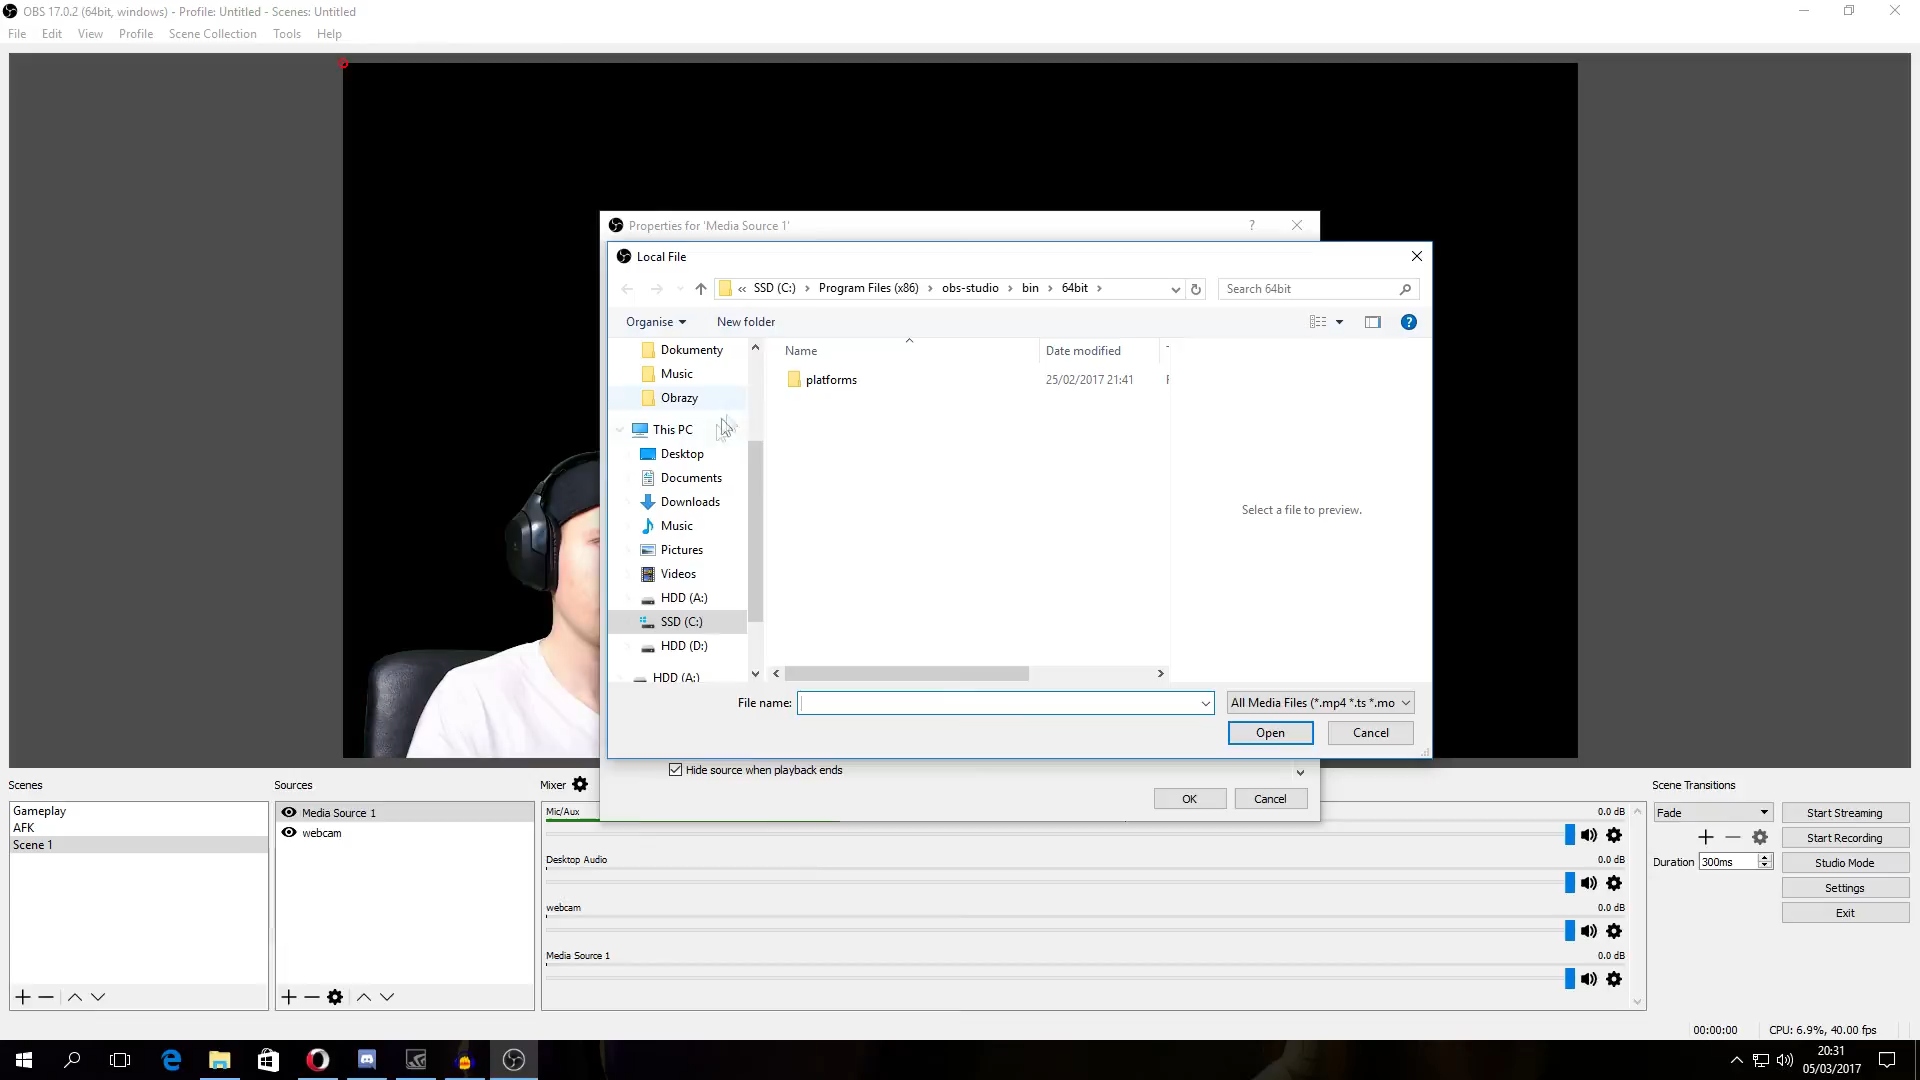 OBS 17.0.2 (64bit, windows) - Profile: Untitled - Scenes: Untitled
File Edit View Profile Scene Collection Tools Help
Properties for 'Media Source 1' ?
Local File
« SSD (C:) › Program Files (x86) › obs-studio › bin › 64bit ›
Search 64bit
Organise New folder ?
Dokumenty
Music
Obrazy
This PC
Desktop
Documents
Downloads
Music
Pictures
Videos
HDD (A:)
SSD (C:)
HDD (D:)
HDD (A:)
Name Date modified
platforms 25/02/2017 21:41
Select a file to preview.
File name: All Media Files (*.mp4 *.ts *.mo
Open Cancel
Hide source when playback ends
OK Cancel
Scenes
Gameplay
AFK
Scene 1
Sources
Media Source 1
webcam
Mixer
Mic/Aux 0.0 dB
Desktop Audio 0.0 dB
webcam 0.0 dB
Media Source 1 0.0 dB
Scene Transitions
Fade
Duration 300ms
Start Streaming
Start Recording
Studio Mode
Settings
Exit
00:00:00 CPU: 6.9%, 40.00 fps
20:31
05/03/2017